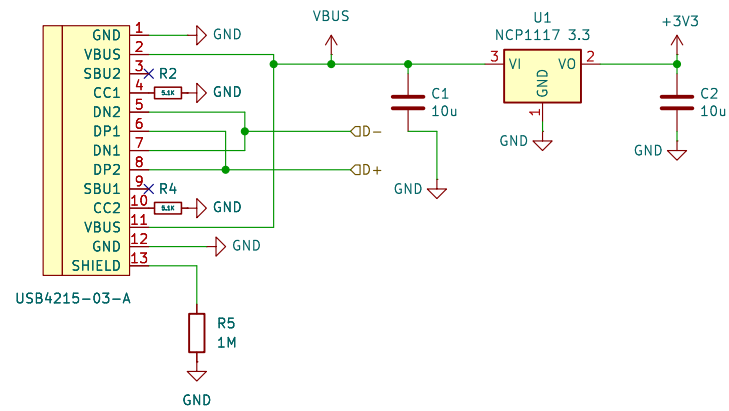 VBUS
U1
NCP1117 3.3
+3V3
GND 1 GND
VBUS 2
3 VI VO 2
SBU2 3 R2
GND
CC1 4 5.1K GND
C1
10u
C2
10u
DN2 5
1
DP1 6 D-
GND
GND
DN1 7
DP2 8 D+
SBU1 9 R4
GND
CC2 10 5.1K GND
VBUS 11
GND 12 GND
SHIELD 13
USB4215-03-A
R5
1M
GND